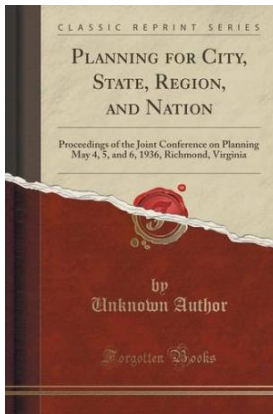 CLASSIC REPRINT SERIES
PLANNING FOR CITY,
STATE, REGION,
AND NATION
Proceedings of the Joint Conference on Planning
May 4, 5, and 6, 1936, Richmond, Virginia
by
Unknown Author
Forgotten Books